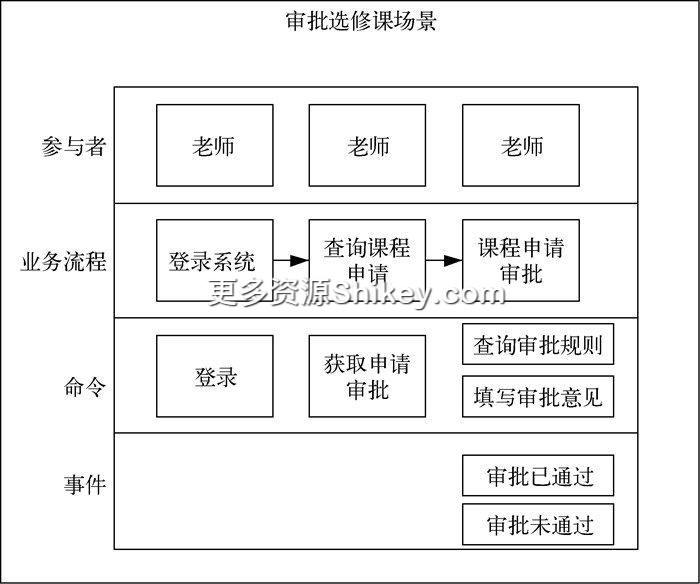 审批选修课场景
参与者
老师
老师
老师
业务流程
登录系统
查询课程
申请
课程申请
审批
更多资源Shikey.com
命令
登录
获取申请
审批
查询审批规则
填写审批意见
事件
审批已通过
审批未通过